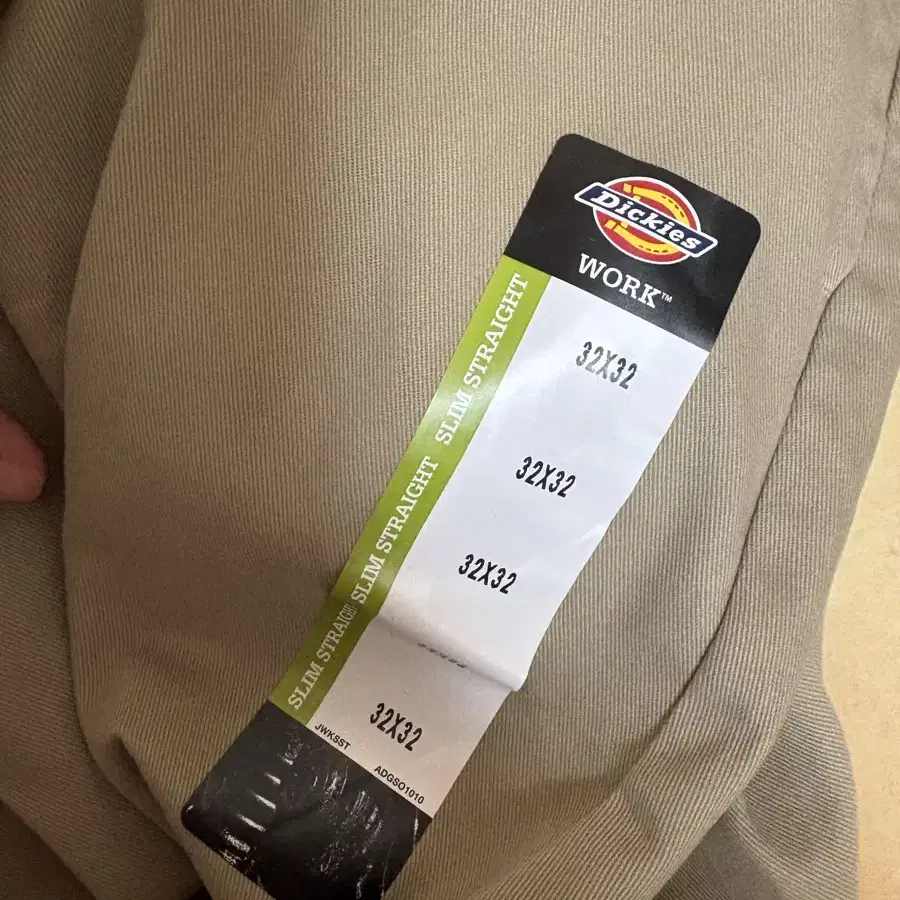 Dickies
WORK™
SLIM STRAIGHT
SLIM STRAIGHT
SLIM STRAIGHT
32X32
32X32
32X32
32X32
JWKSST
ADGSO1010